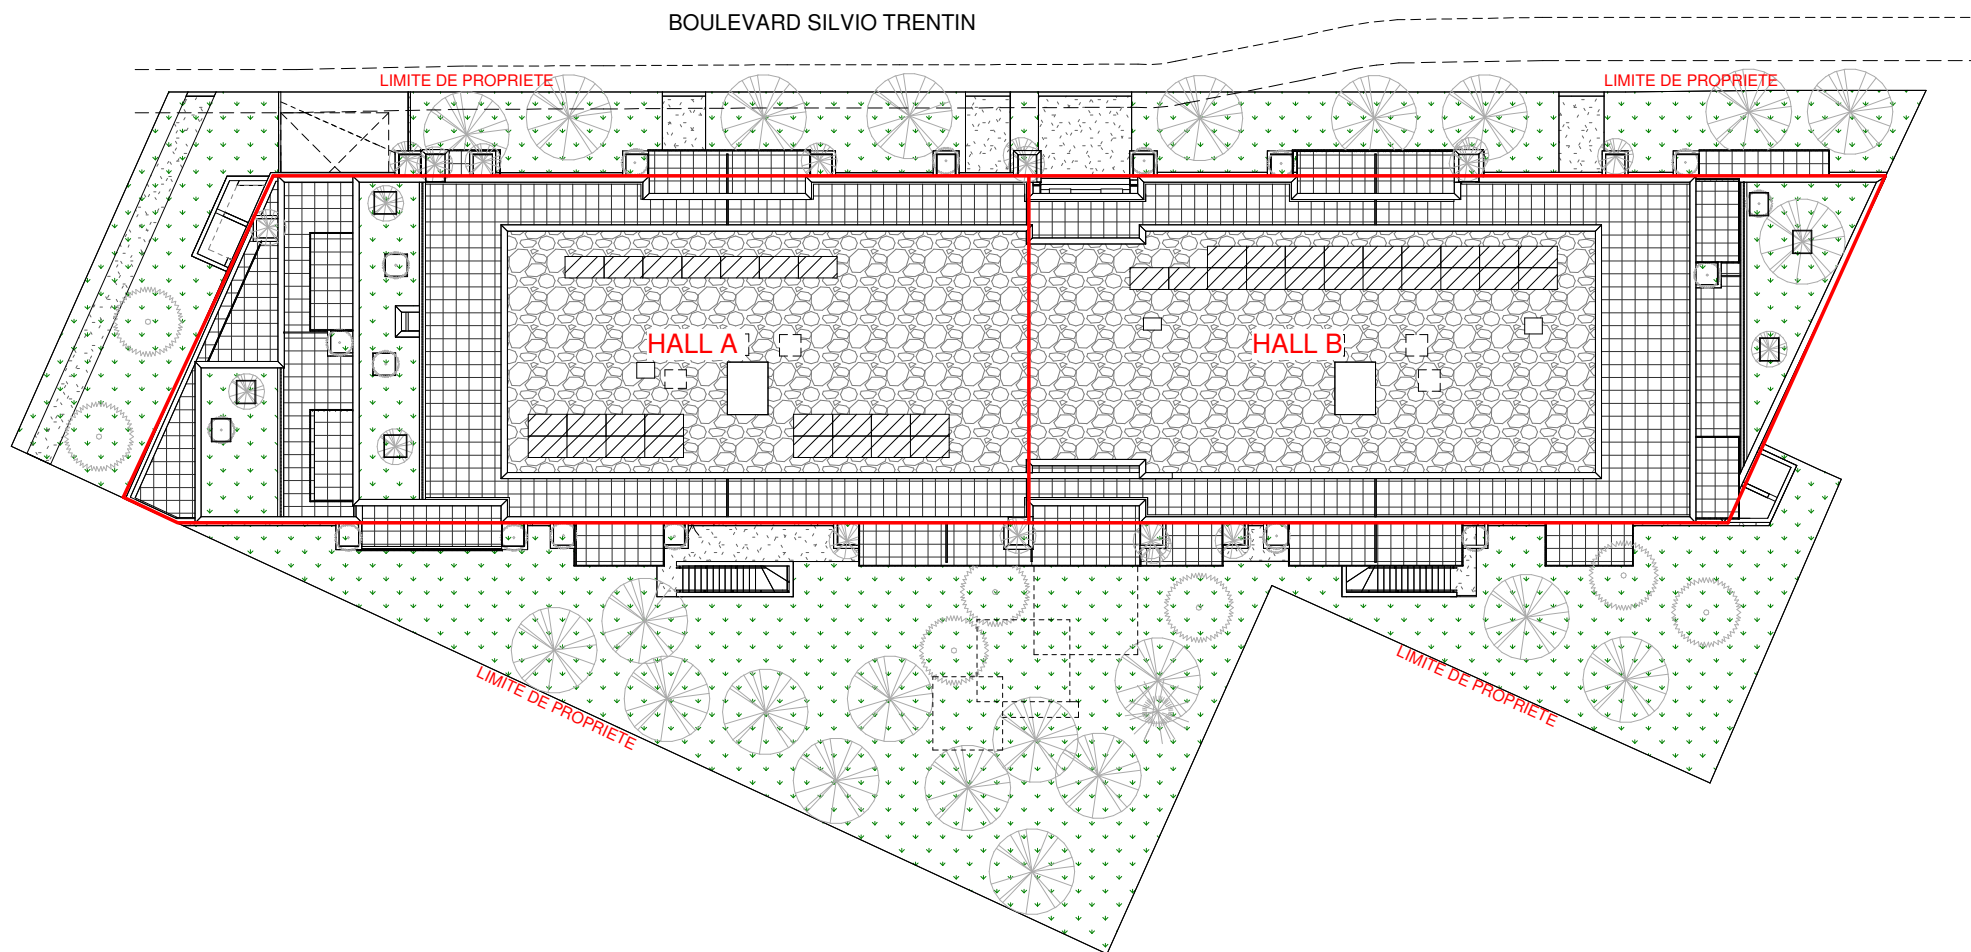 BOULEVARD SILVIO TRENTIN
LIMITE DE PROPRIETE
LIMITE DE PROPRIETE
HALL A
HALL B
LIMITE DE PROPRIETE
LIMITE DE PROPRIETE